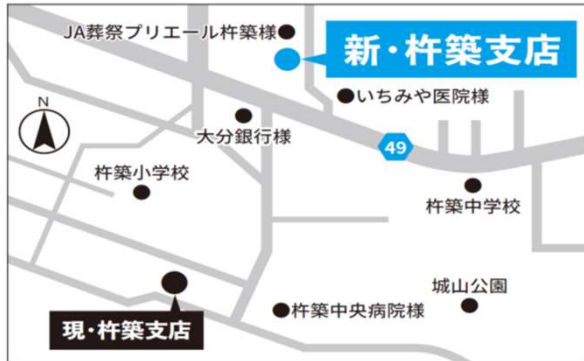 JA葬祭プリエール杵築様
新・杵築支店
いちみや医院様
N
大分銀行様
49
杵築小学校
杵築中学校
城山公園
杵築中央病院様
現・杵築支店